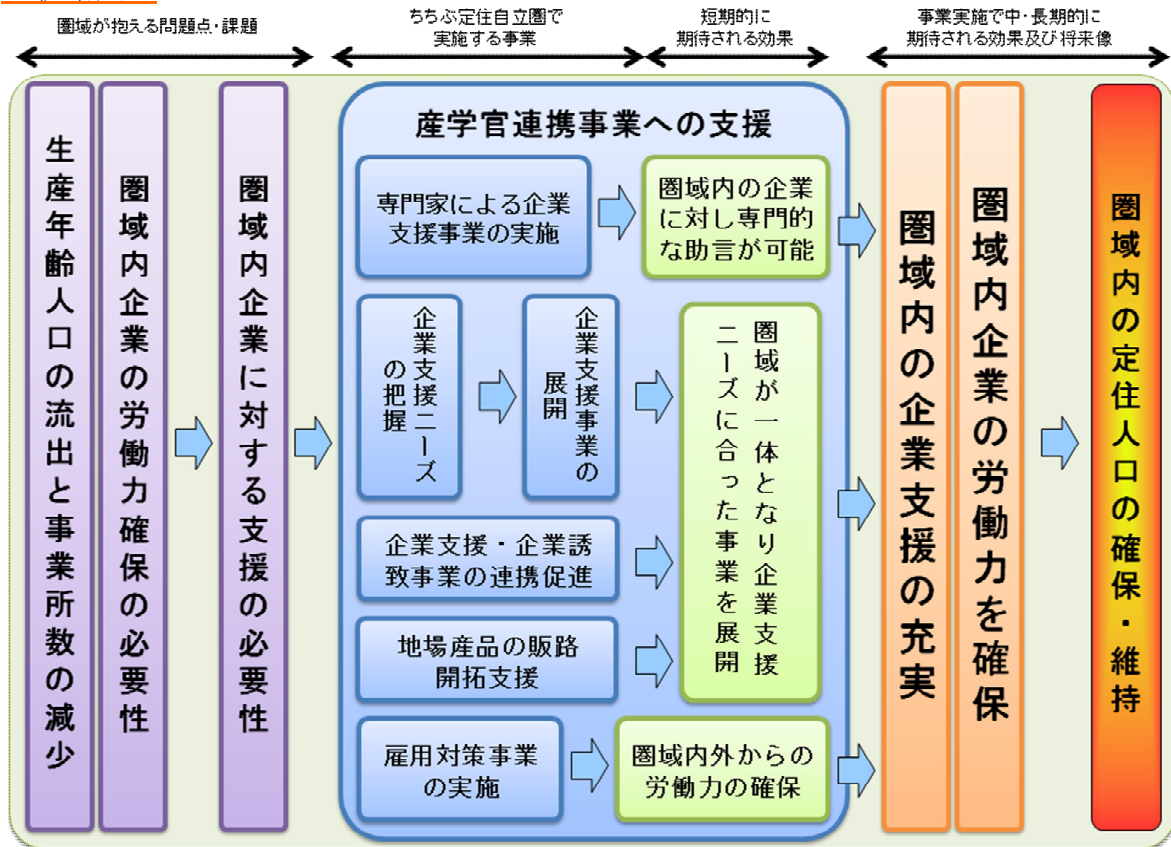 圏域が抱える問題点・課題
ちちぶ定住自立圏で
実施する事業
短期的に
期待される効果
事業実施で中・長期的に
期待される効果及び将来像
生産年齢人口の流出と事業所数の減少
圏域内企業の労働力確保の必要性
圏域内企業に対する支援の必要性
産学官連携事業への支援
専門家による企業
支援事業の実施
圏域内の企業
に対し専門的
な助言が可能
企業支援ニーズ
の把握
企業支援事業の
展開
圏域が一体となり企業支援
ニーズに合った事業を展開
企業支援・企業誘
致事業の連携促進
地場産品の販路
開拓支援
雇用対策事業
の実施
圏域内外からの
労働力の確保
圏域内の企業支援の充実
圏域内企業の労働力を確保
圏域内の定住人口の確保・維持